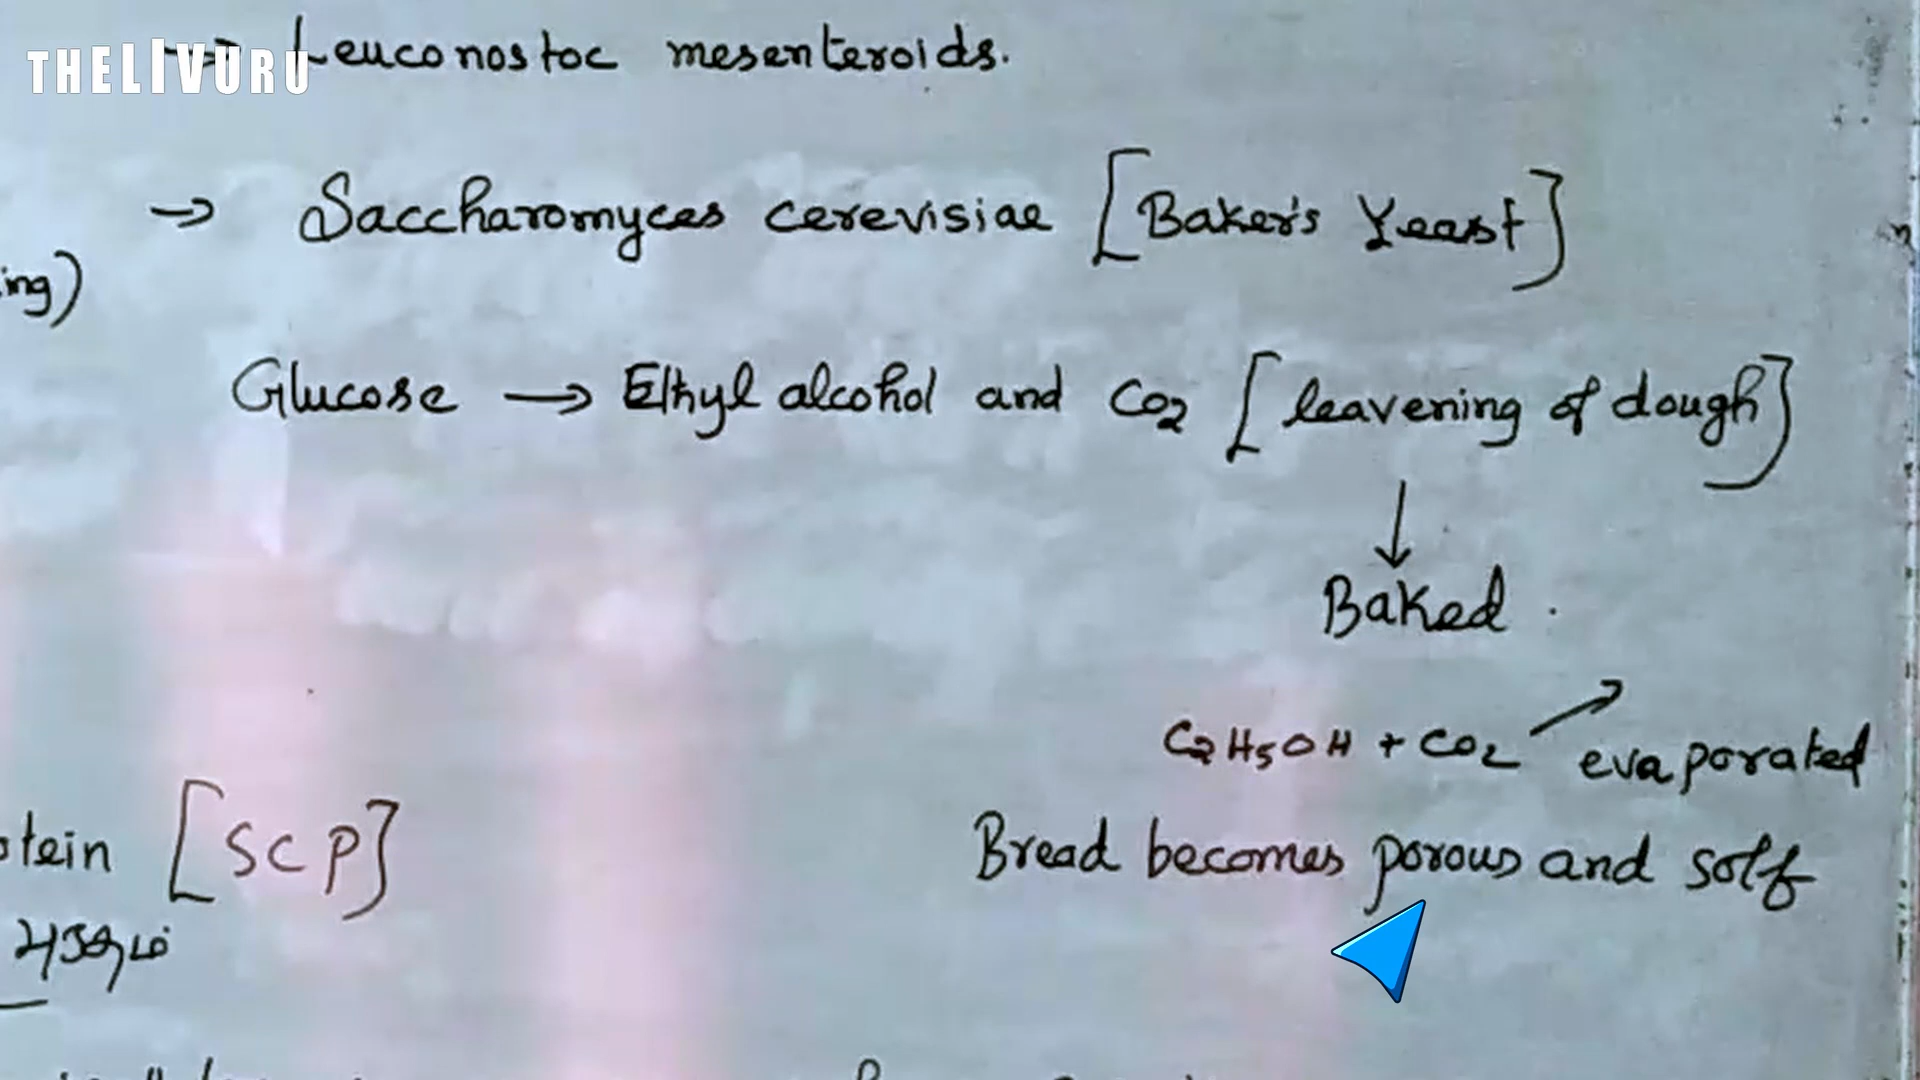 THELIVURU
→ Leuconostoc mesenteroids.
→ Saccharomyces cerevisiae [Baker's Yeast]
ing)
Glucose → Ethyl alcohol and CO2 [leavening of dough]
↓
Baked
C2H5OH + CO2 ↗ evaporated
otein [SCP]
Bread becomes porous and soft